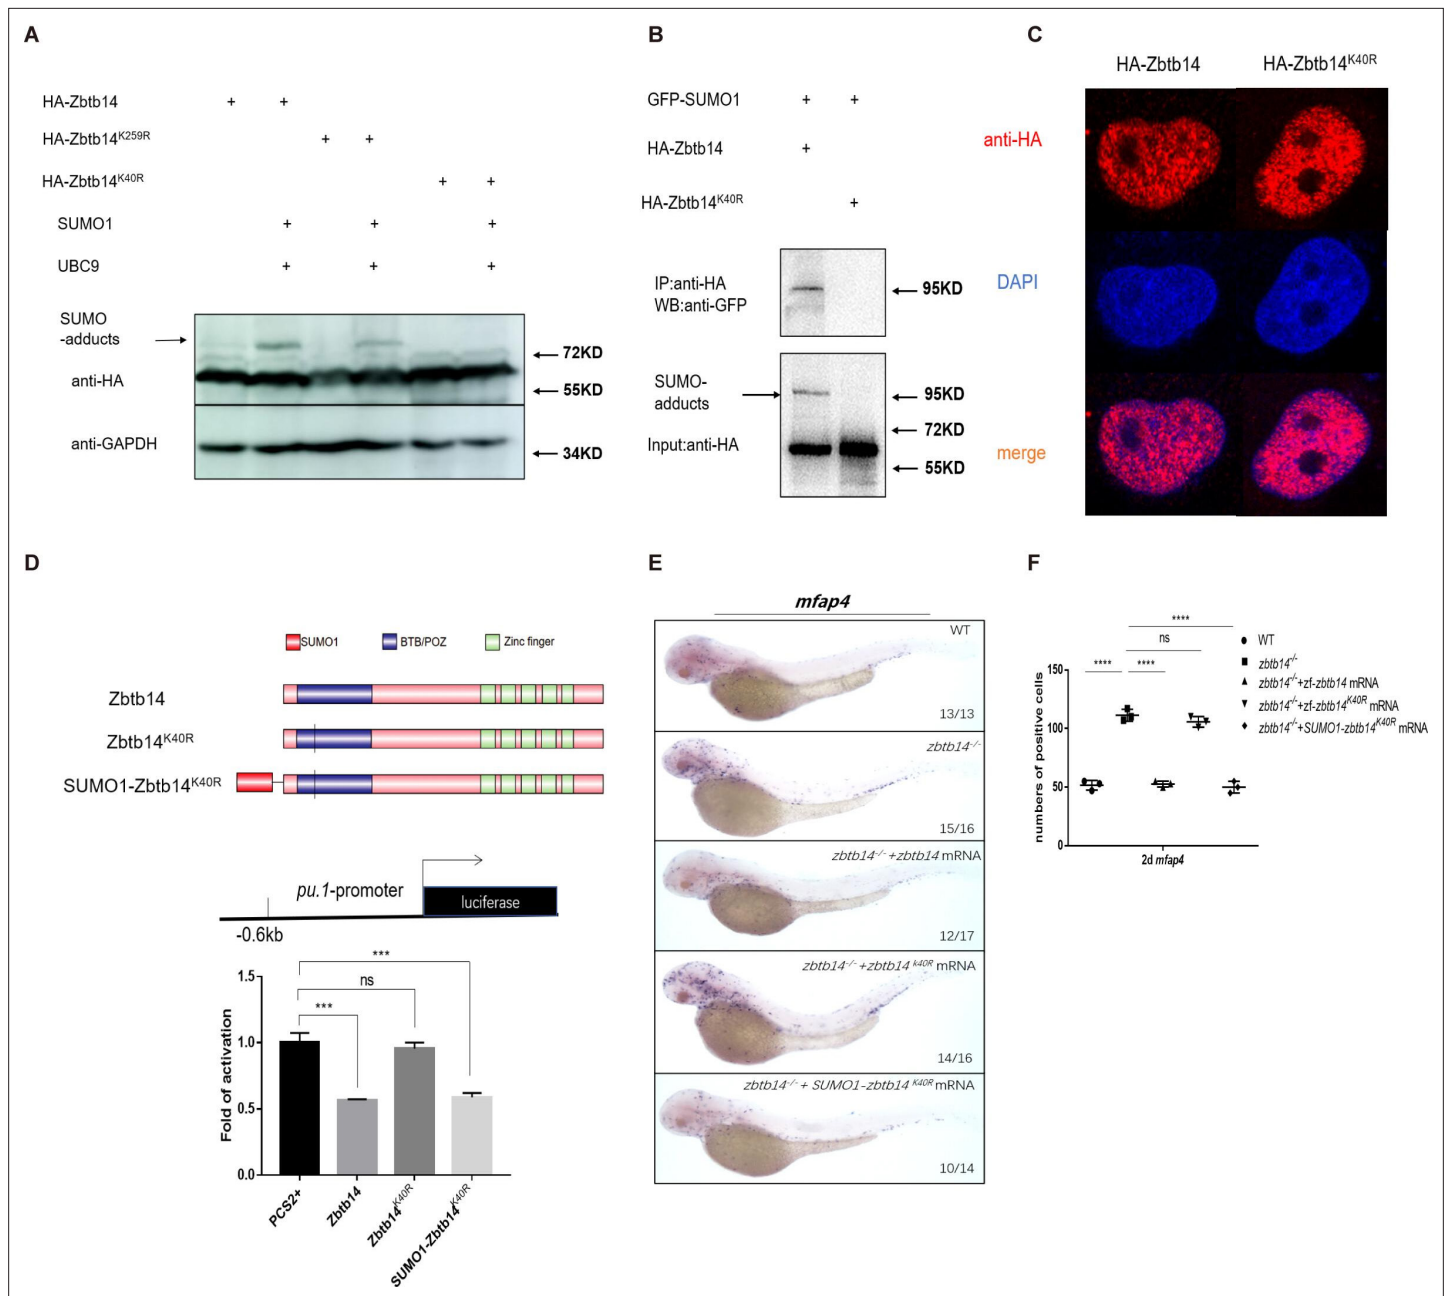 A
HA-Zbtb14 + +
HA-Zbtb14K259R + +
HA-Zbtb14K40R + +
SUMO1 + + +
UBC9 + + +
SUMO
-adducts
72KD
anti-HA
55KD
anti-GAPDH
34KD
B
GFP-SUMO1 + +
HA-Zbtb14 +
HA-Zbtb14K40R +
IP:anti-HA
WB:anti-GFP
95KD
SUMO-
adducts
95KD
72KD
Input:anti-HA
55KD
C
HA-Zbtb14 HA-Zbtb14K40R
anti-HA
DAPI
merge
D
SUMO1 BTB/POZ Zinc finger
Zbtb14
Zbtb14K40R
SUMO1-Zbtb14K40R
pu.1-promoter
luciferase
-0.6kb
***
ns
***
Fold of activation
1.5
1.0
0.5
0.0
PCS2+
Zbtb14
Zbtb14K40R
SUMO1-Zbtb14K40R
E
mfap4
WT
13/13
zbtb14-/-
15/16
zbtb14-/-+zbtb14 mRNA
12/17
zbtb14-/-+zbtb14 k40R mRNA
14/16
zbtb14-/-+ SUMO1-zbtb14 K40R mRNA
10/14
F
****
ns
**** ****
numbers of positive cells
150
100
50
0
2d mfap4
WT
zbtb14-/-
zbtb14-/-+zf-zbtb14 mRNA
zbtb14-/-+zf-zbtb14K40R mRNA
zbtb14-/-+SUMO1-zbtb14K40R mRNA